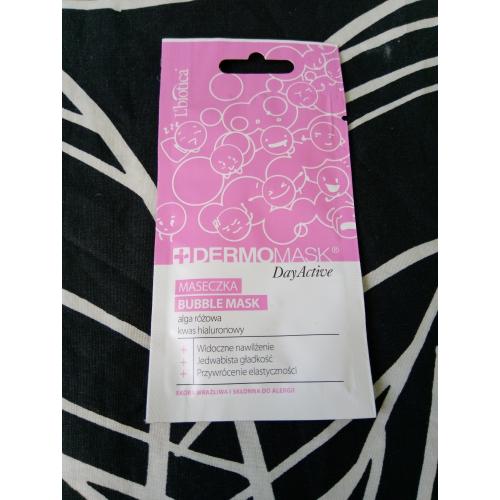 L'biotica
DERMOMASK®
DayActive
MASECZKA
BUBBLE MASK
alga różowa
kwas hialuronowy
+ Widoczne nawilżenie
+ Jedwabista gładkość
+ Przywrócenie elastyczności
SKÓRA WRAŻLIWA I SKŁONNA DO ALERGII